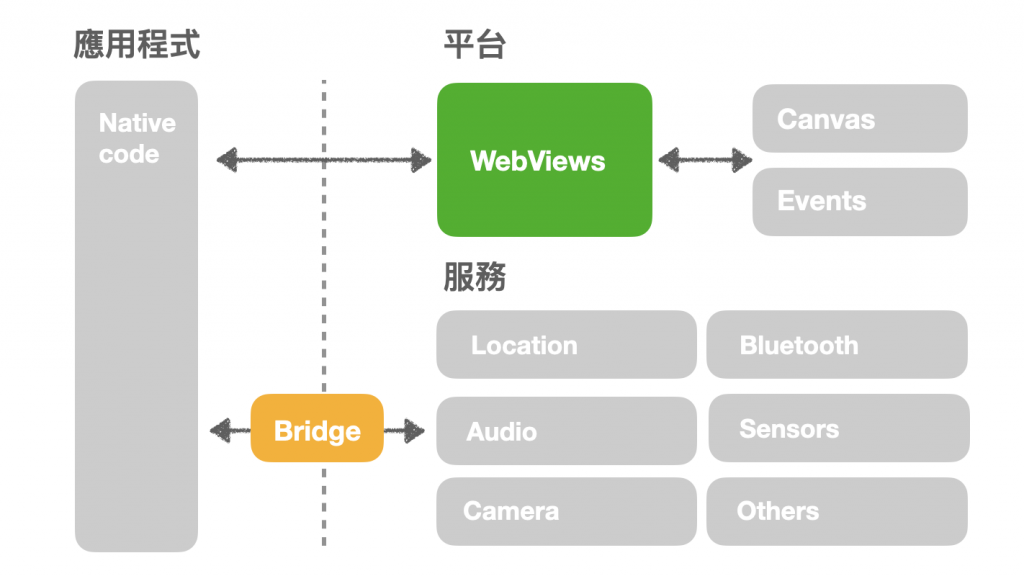 應用程式
平台
Native
code
WebViews
Canvas
Events
服務
Location
Bluetooth
Bridge
Audio
Sensors
Camera
Others